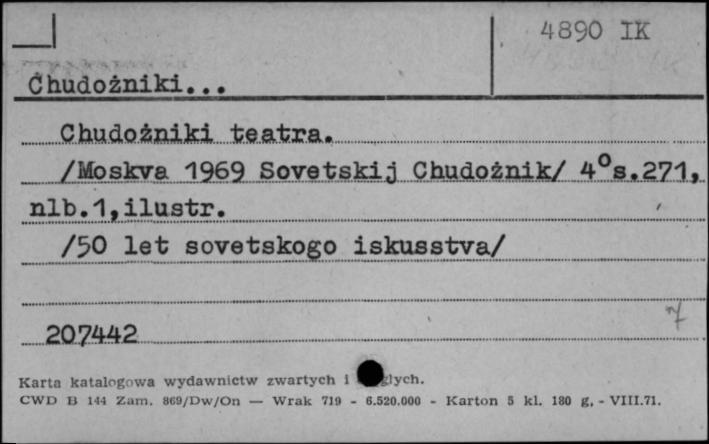 4890 IK
Chudożniki...
Chudożniki teatra.
/Moskva 1969 Sovetskij Chudożnik/ 4°s.271,
nlb.1,ilustr.
/50 let sovetskogo iskusstva/
207442
Karta katalogowa wydawnictw zwartych i
CWD B 144 Zam. 869/Dw/On — Wrak 719 - 6.520.000 - Karton 5 kl. 180 g. - VIII.71.